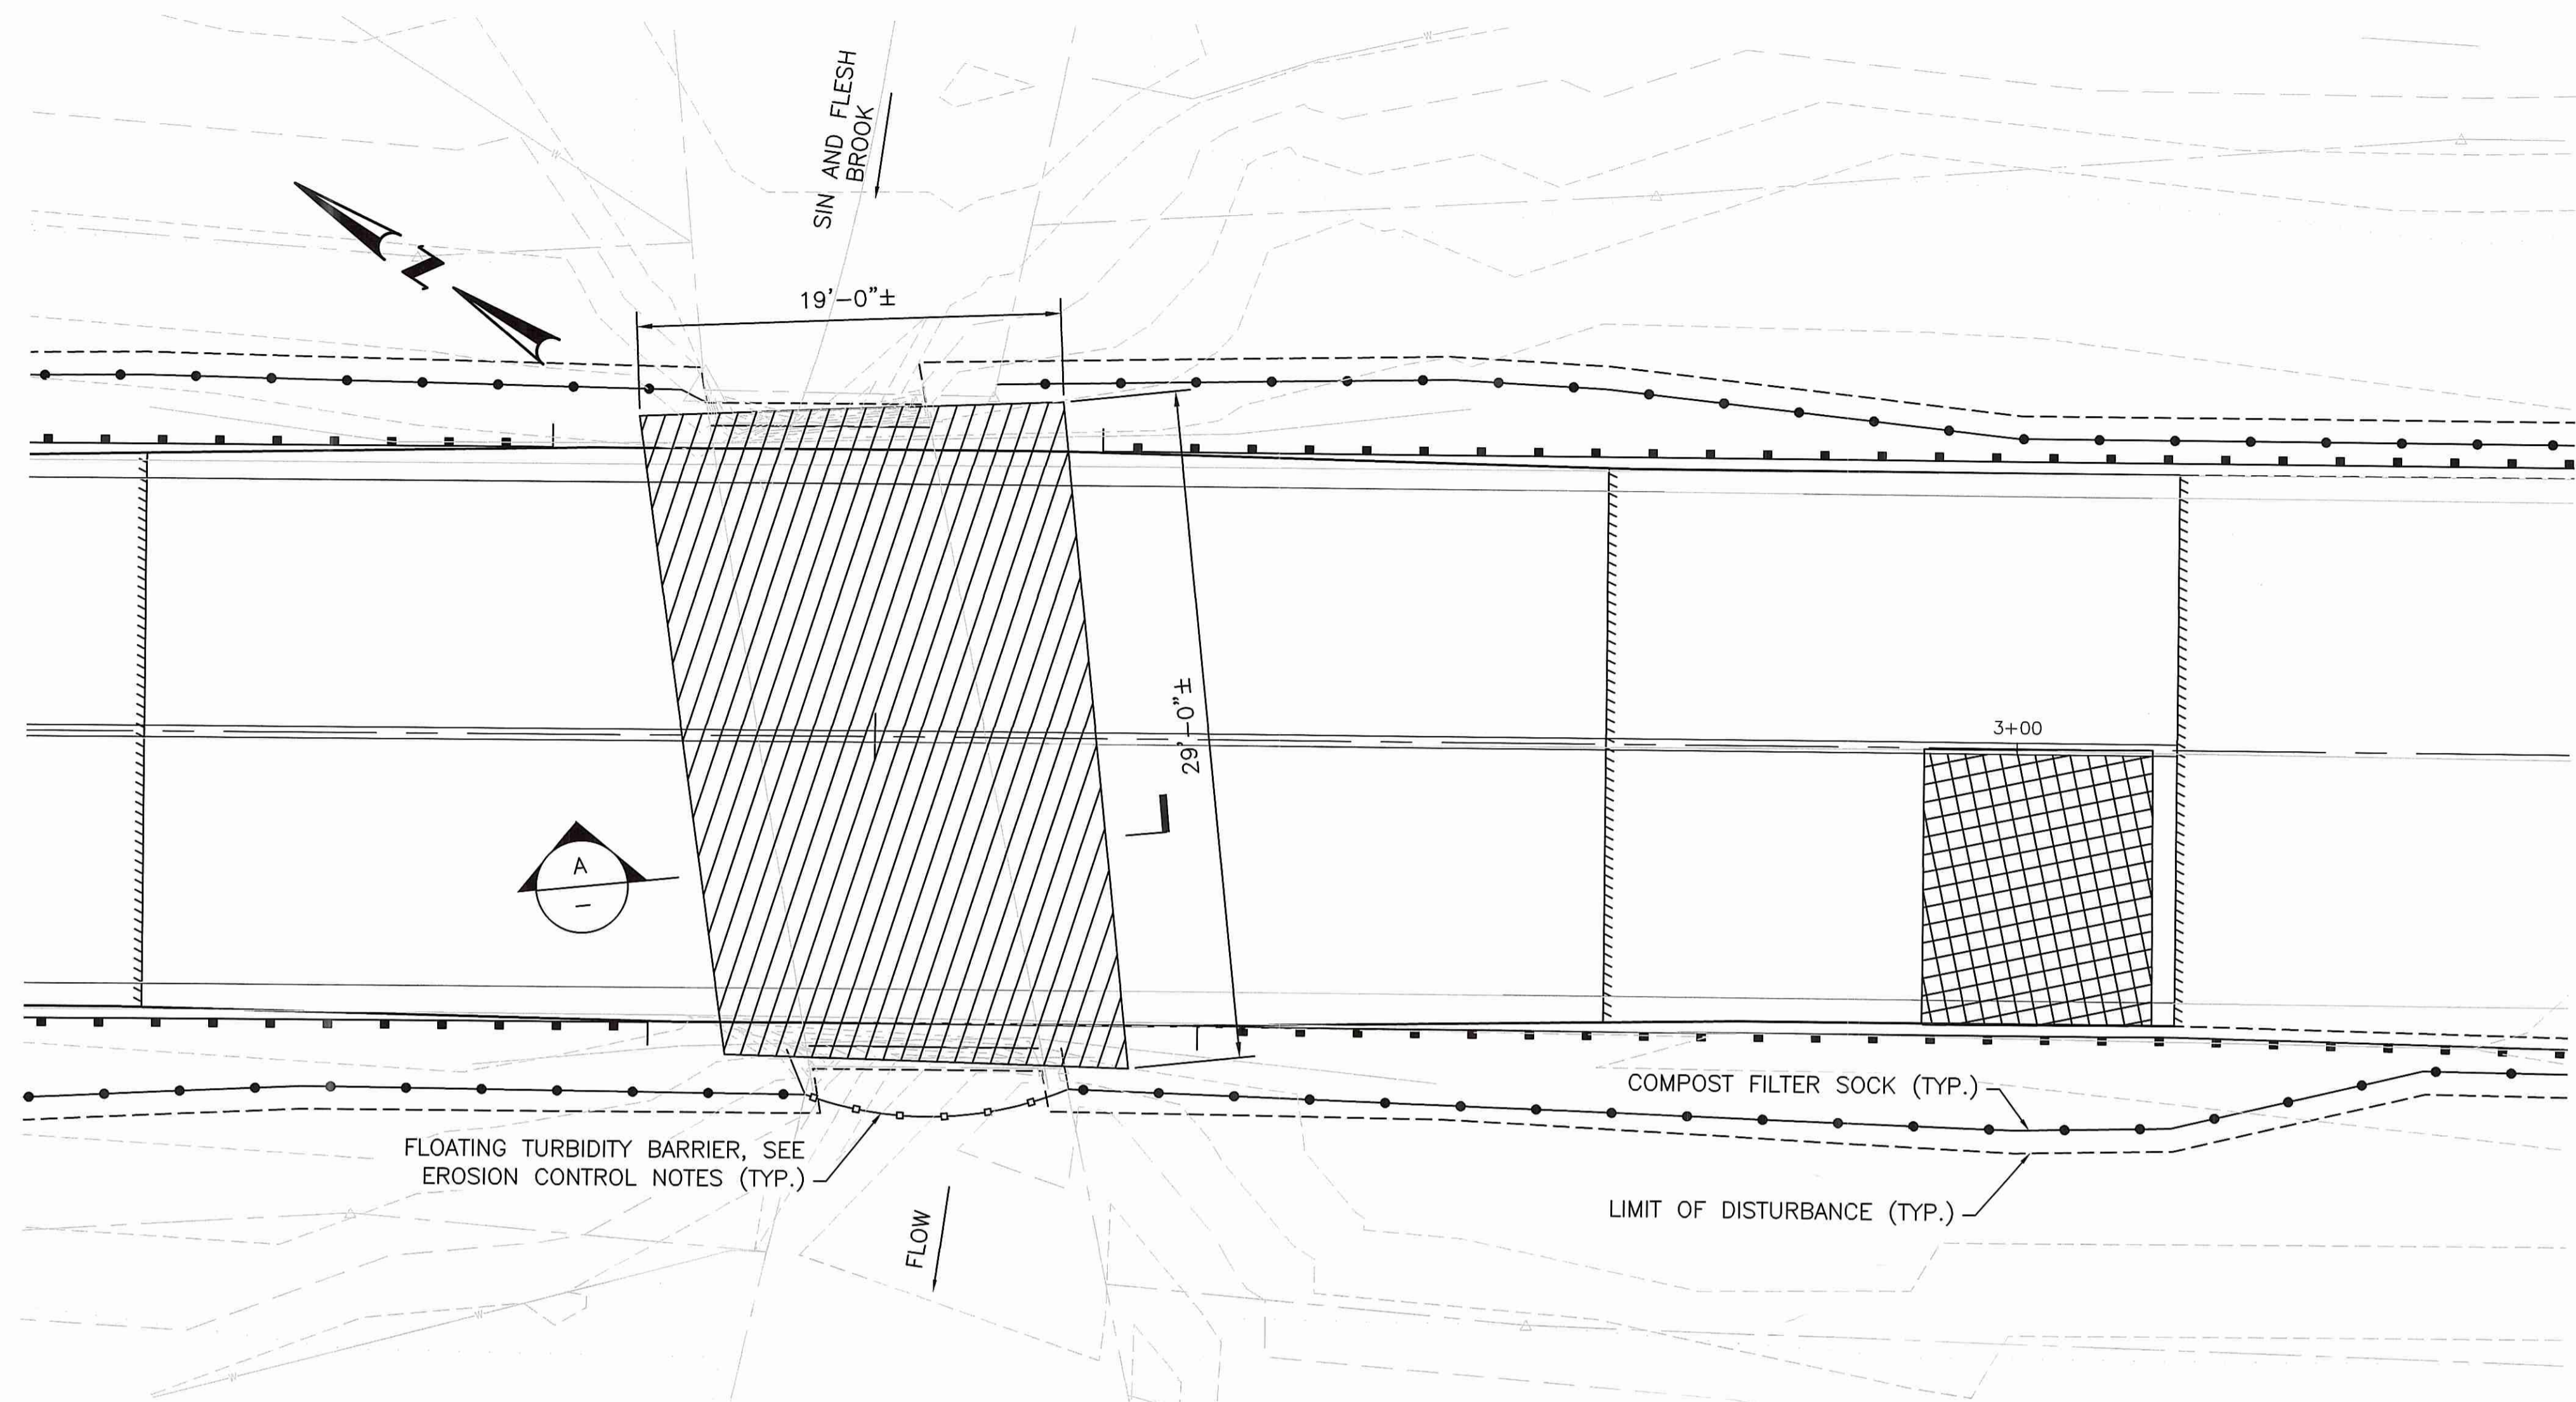 SIN AND FLESH
BROOK
N
19'-0"±
29'-0"±
3+00
A
–
COMPOST FILTER SOCK (TYP.)
FLOATING TURBIDITY BARRIER, SEE
EROSION CONTROL NOTES (TYP.)
LIMIT OF DISTURBANCE (TYP.)
FLOW
W
W
W
W